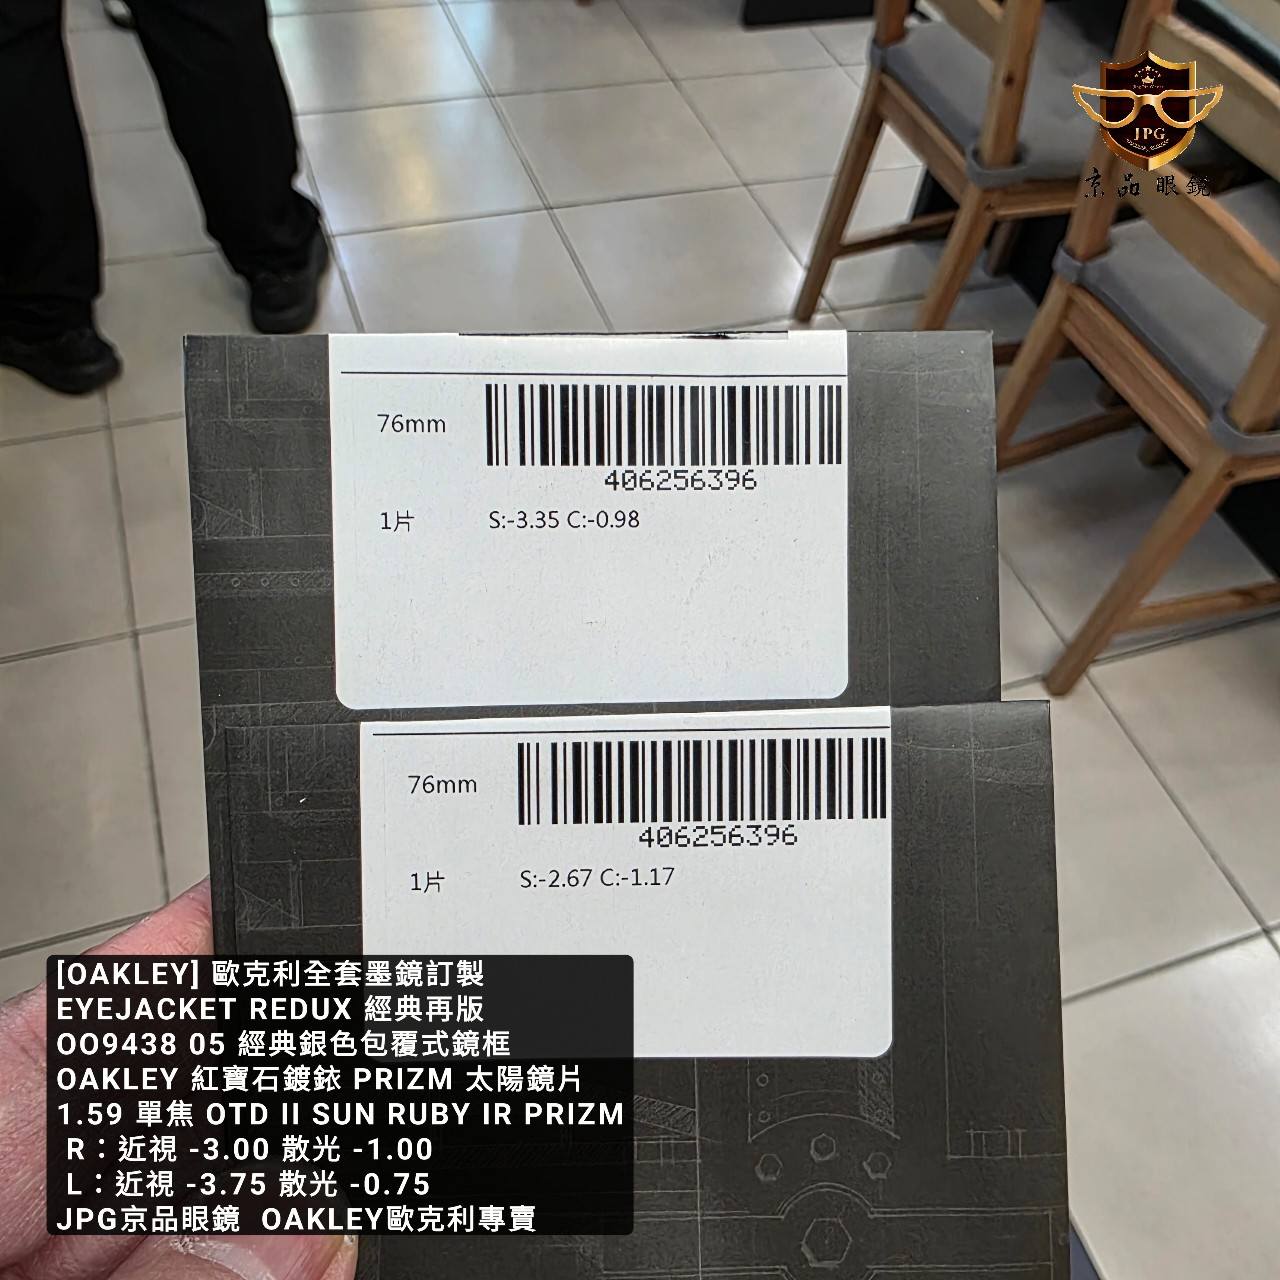 JPG
京品眼鏡
76mm
406256396
1片 S:-3.35 C:-0.98
76mm
406256396
1片 S:-2.67 C:-1.17
[OAKLEY] 歐克利全套墨鏡訂製
EYEJACKET REDUX 經典再版
OO9438 05 經典銀色包覆式鏡框
OAKLEY 紅寶石鍍銥 PRIZM 太陽鏡片
1.59 單焦 OTD II SUN RUBY IR PRIZM
R：近視 -3.00 散光 -1.00
L：近視 -3.75 散光 -0.75
JPG京品眼鏡 OAKLEY歐克利專賣